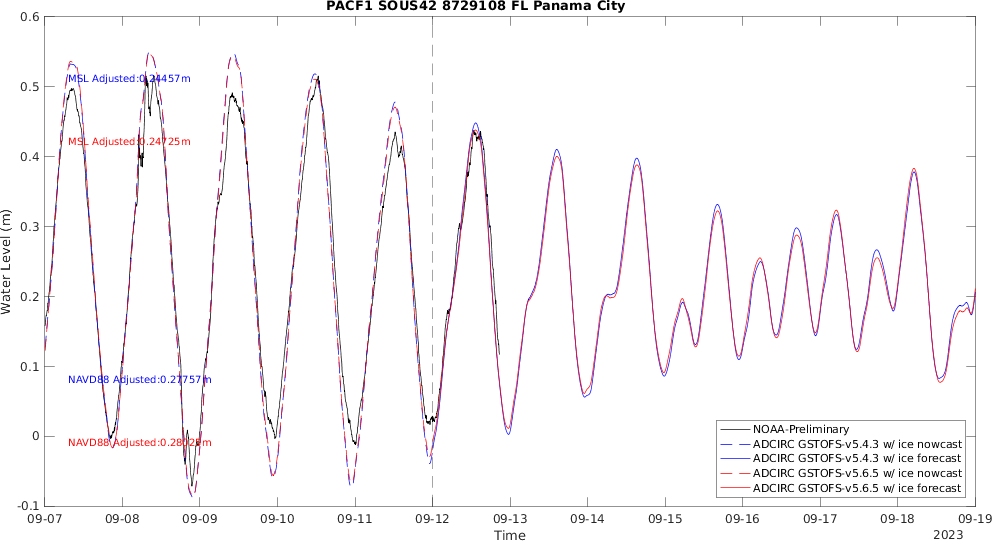 PACF1 SOUS42 8729108 FL Panama City
0.6
0.5
0.4
0.3
0.2
0.1
0
-0.1
Water Level (m)
MSL Adjusted:0.24457m
MSL Adjusted:0.24725m
NAVD88 Adjusted:0.27757m
NAVD88 Adjusted:
NOAA-Preliminary
ADCIRC GSTOFS-v5.4.3 w/ ice nowcast
ADCIRC GSTOFS-v5.4.3 w/ ice forecast
ADCIRC GSTOFS-v5.6.5 w/ ice nowcast
ADCIRC GSTOFS-v5.6.5 w/ ice forecast
09-07 09-08 09-09 09-10 09-11 09-12 09-13 09-14 09-15 09-16 09-17 09-18 09-19
Time
2023